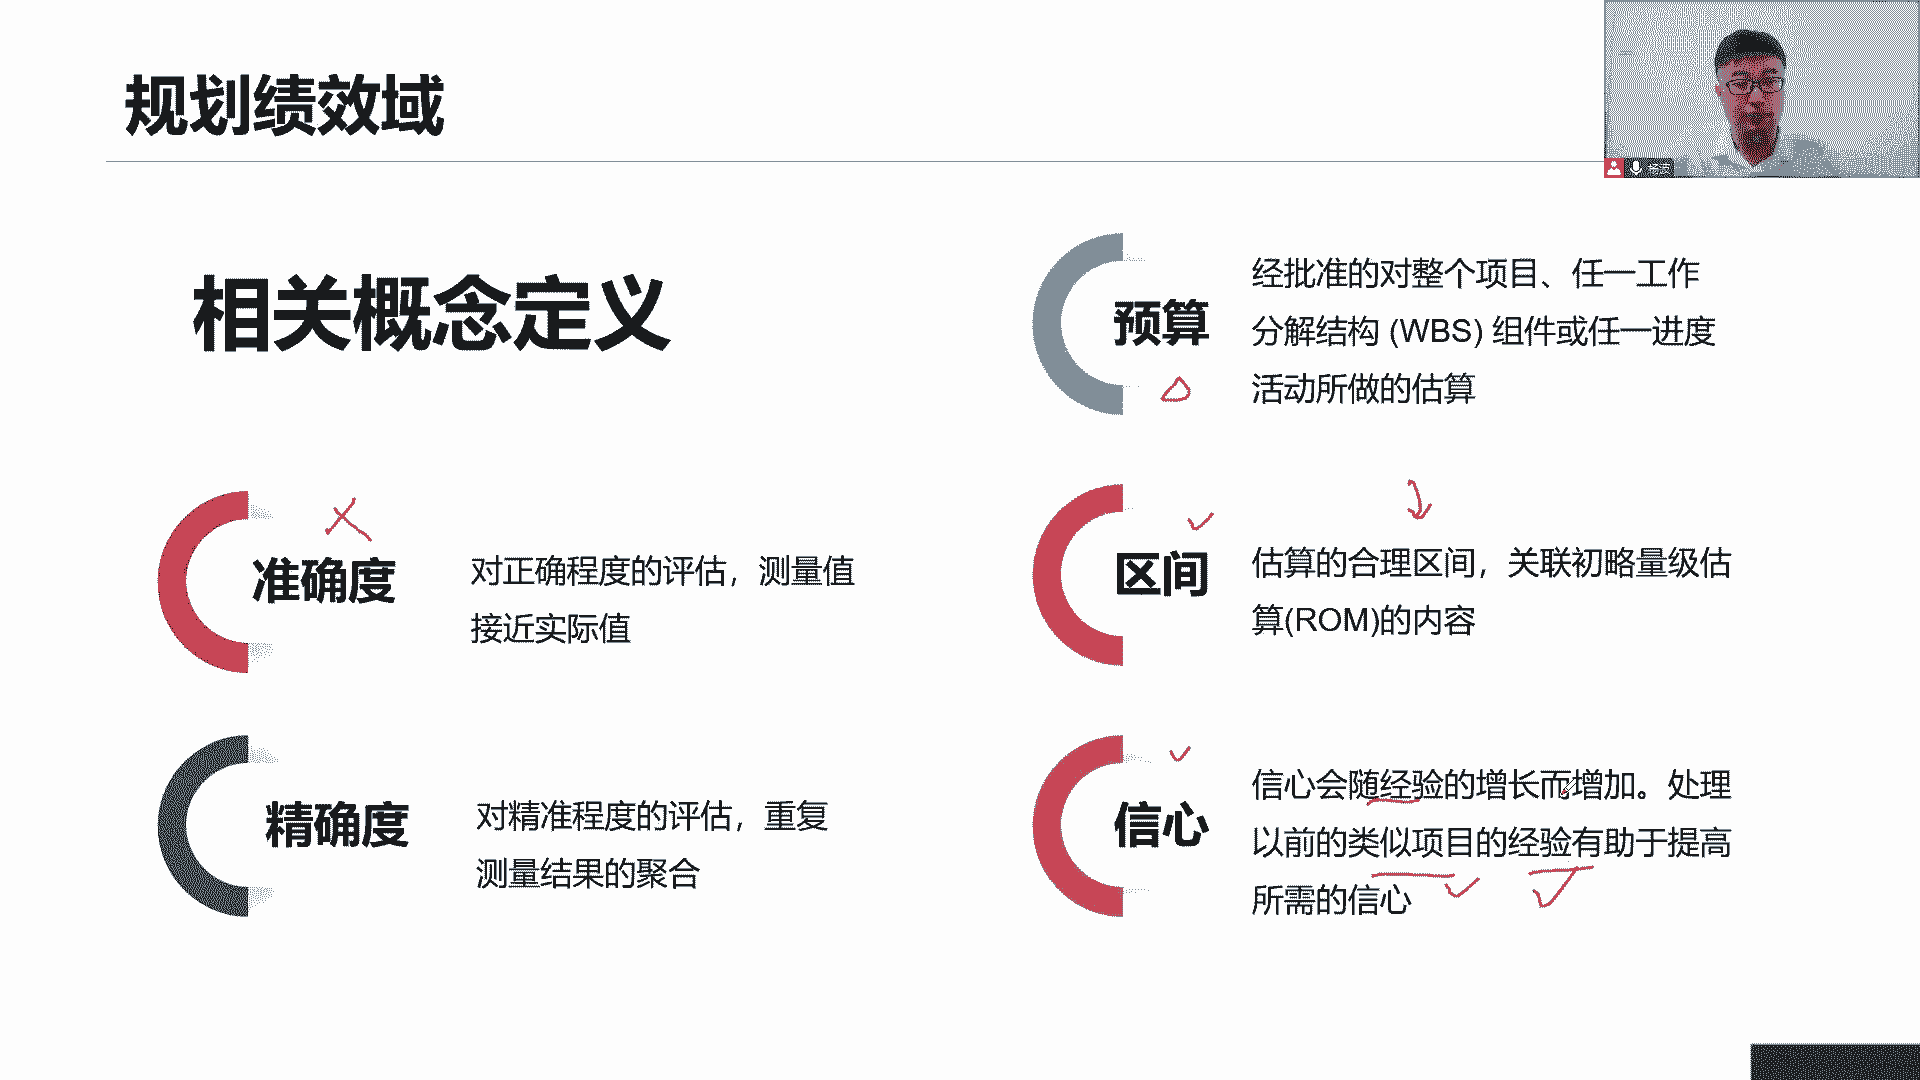 规划绩效域
相关概念定义
预算
经批准的对整个项目、任一工作
分解结构 (WBS) 组件或任一进度
活动所做的估算
准确度
对正确程度的评估，测量值
接近实际值
区间
估算的合理区间，关联初略量级估
算(ROM)的内容
精确度
对精准程度的评估，重复
测量结果的聚合
信心
信心会随经验的增长而增加。处理
以前的类似项目的经验有助于提高
所需的信心